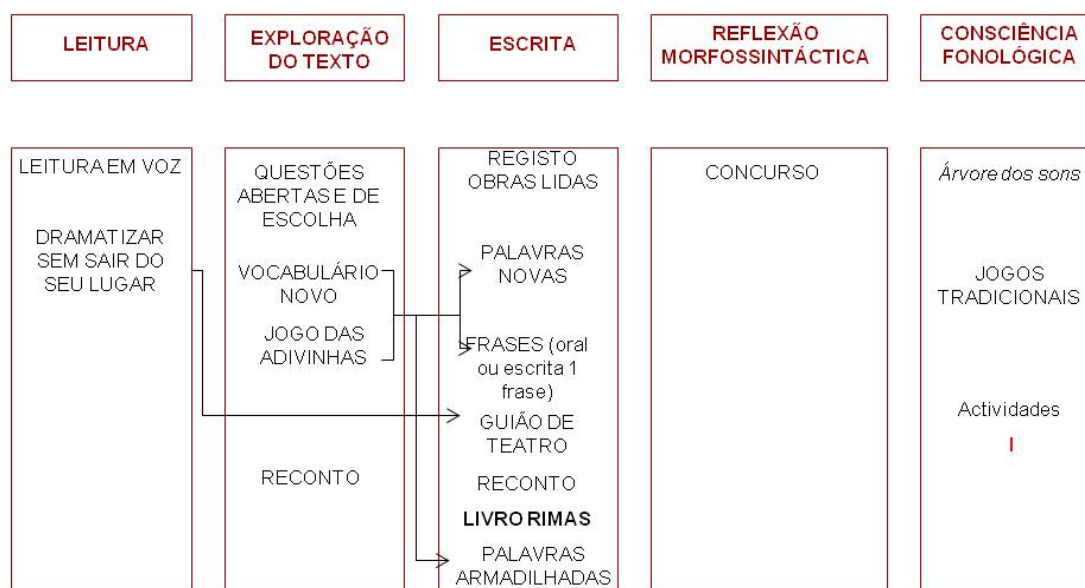 LEITURA
EXPLORAÇÃO
DO TEXTO
ESCRITA
REFLEXÃO
MORFOSSINTÁCTICA
CONSCIÊNCIA
FONOLÓGICA
LEITURA EM VOZ
DRAMATIZAR
SEM SAIR DO
SEU LUGAR
QUESTÕES
ABERTAS E DE
ESCOLHA
VOCABULÁRIO
NOVO
JOGO DAS
ADIVINHAS
RECONTO
REGISTO
OBRAS LIDAS
PALAVRAS
NOVAS
FRASES (oral
ou escrita 1
frase)
GUIÃO DE
TEATRO
RECONTO
LIVRO RIMAS
PALAVRAS
ARMADILHADAS
CONCURSO
Árvore dos sons
JOGOS
TRADICIONAIS
Actividades
I